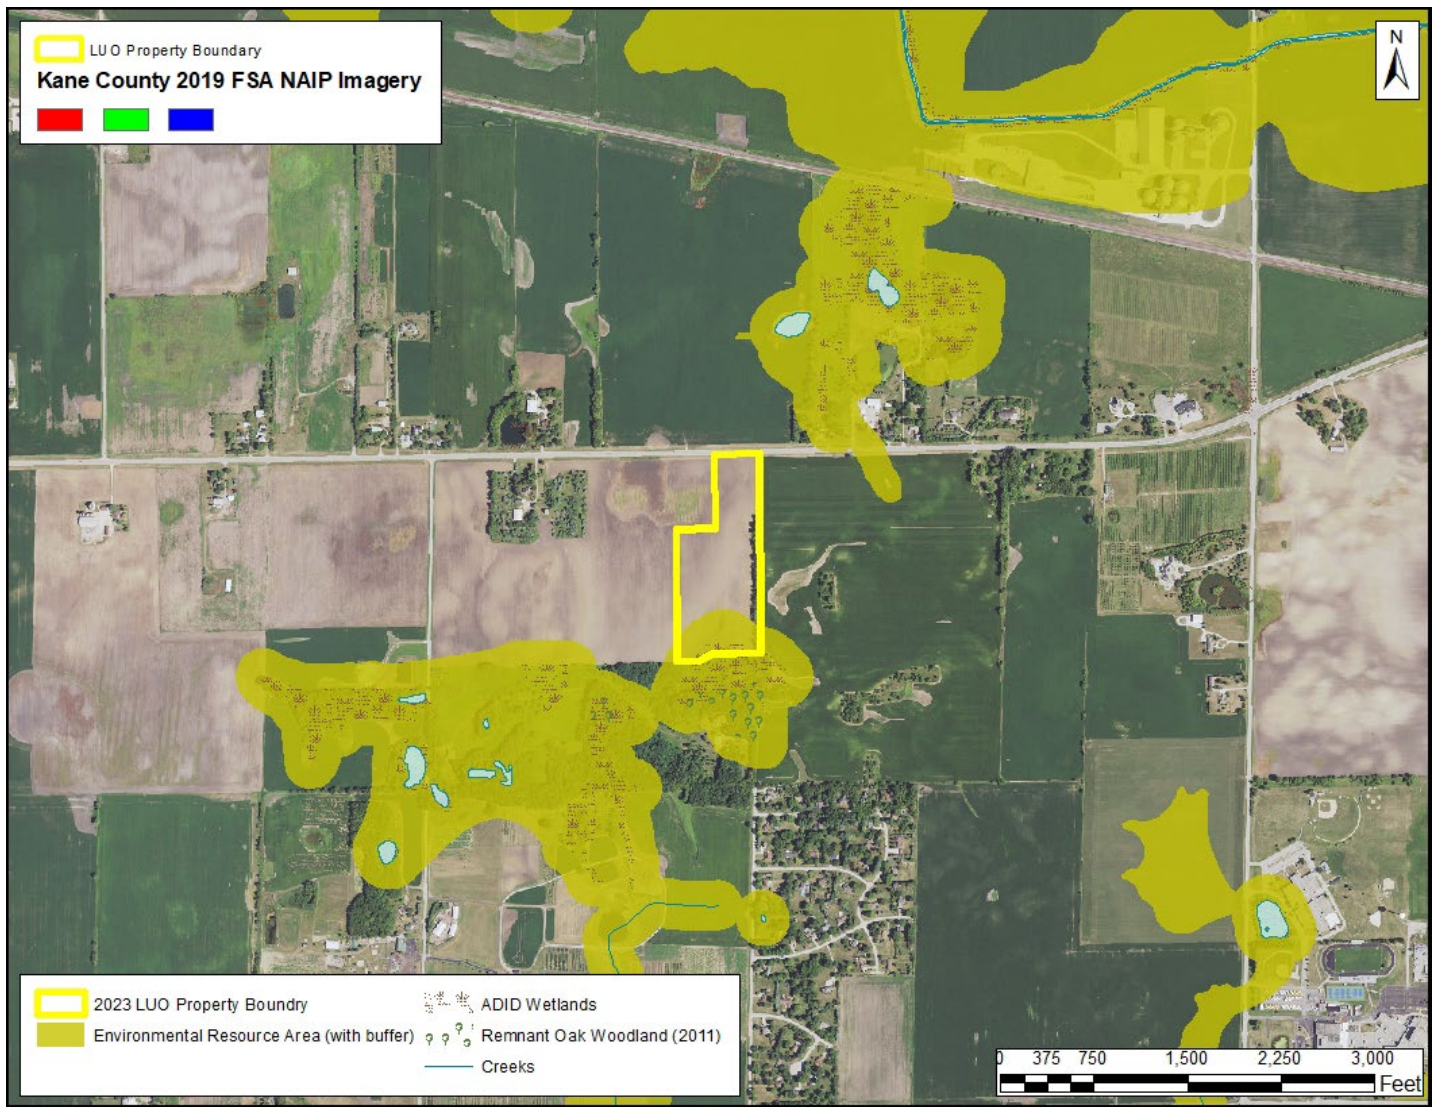 LUO Property Boundary
Kane County 2019 FSA NAIP Imagery
N
2023 LUO Property Boundry
ADID Wetlands
Environmental Resource Area (with buffer)
Remnant Oak Woodland (2011)
Creeks
0 375 750 1,500 2,250 3,000
Feet